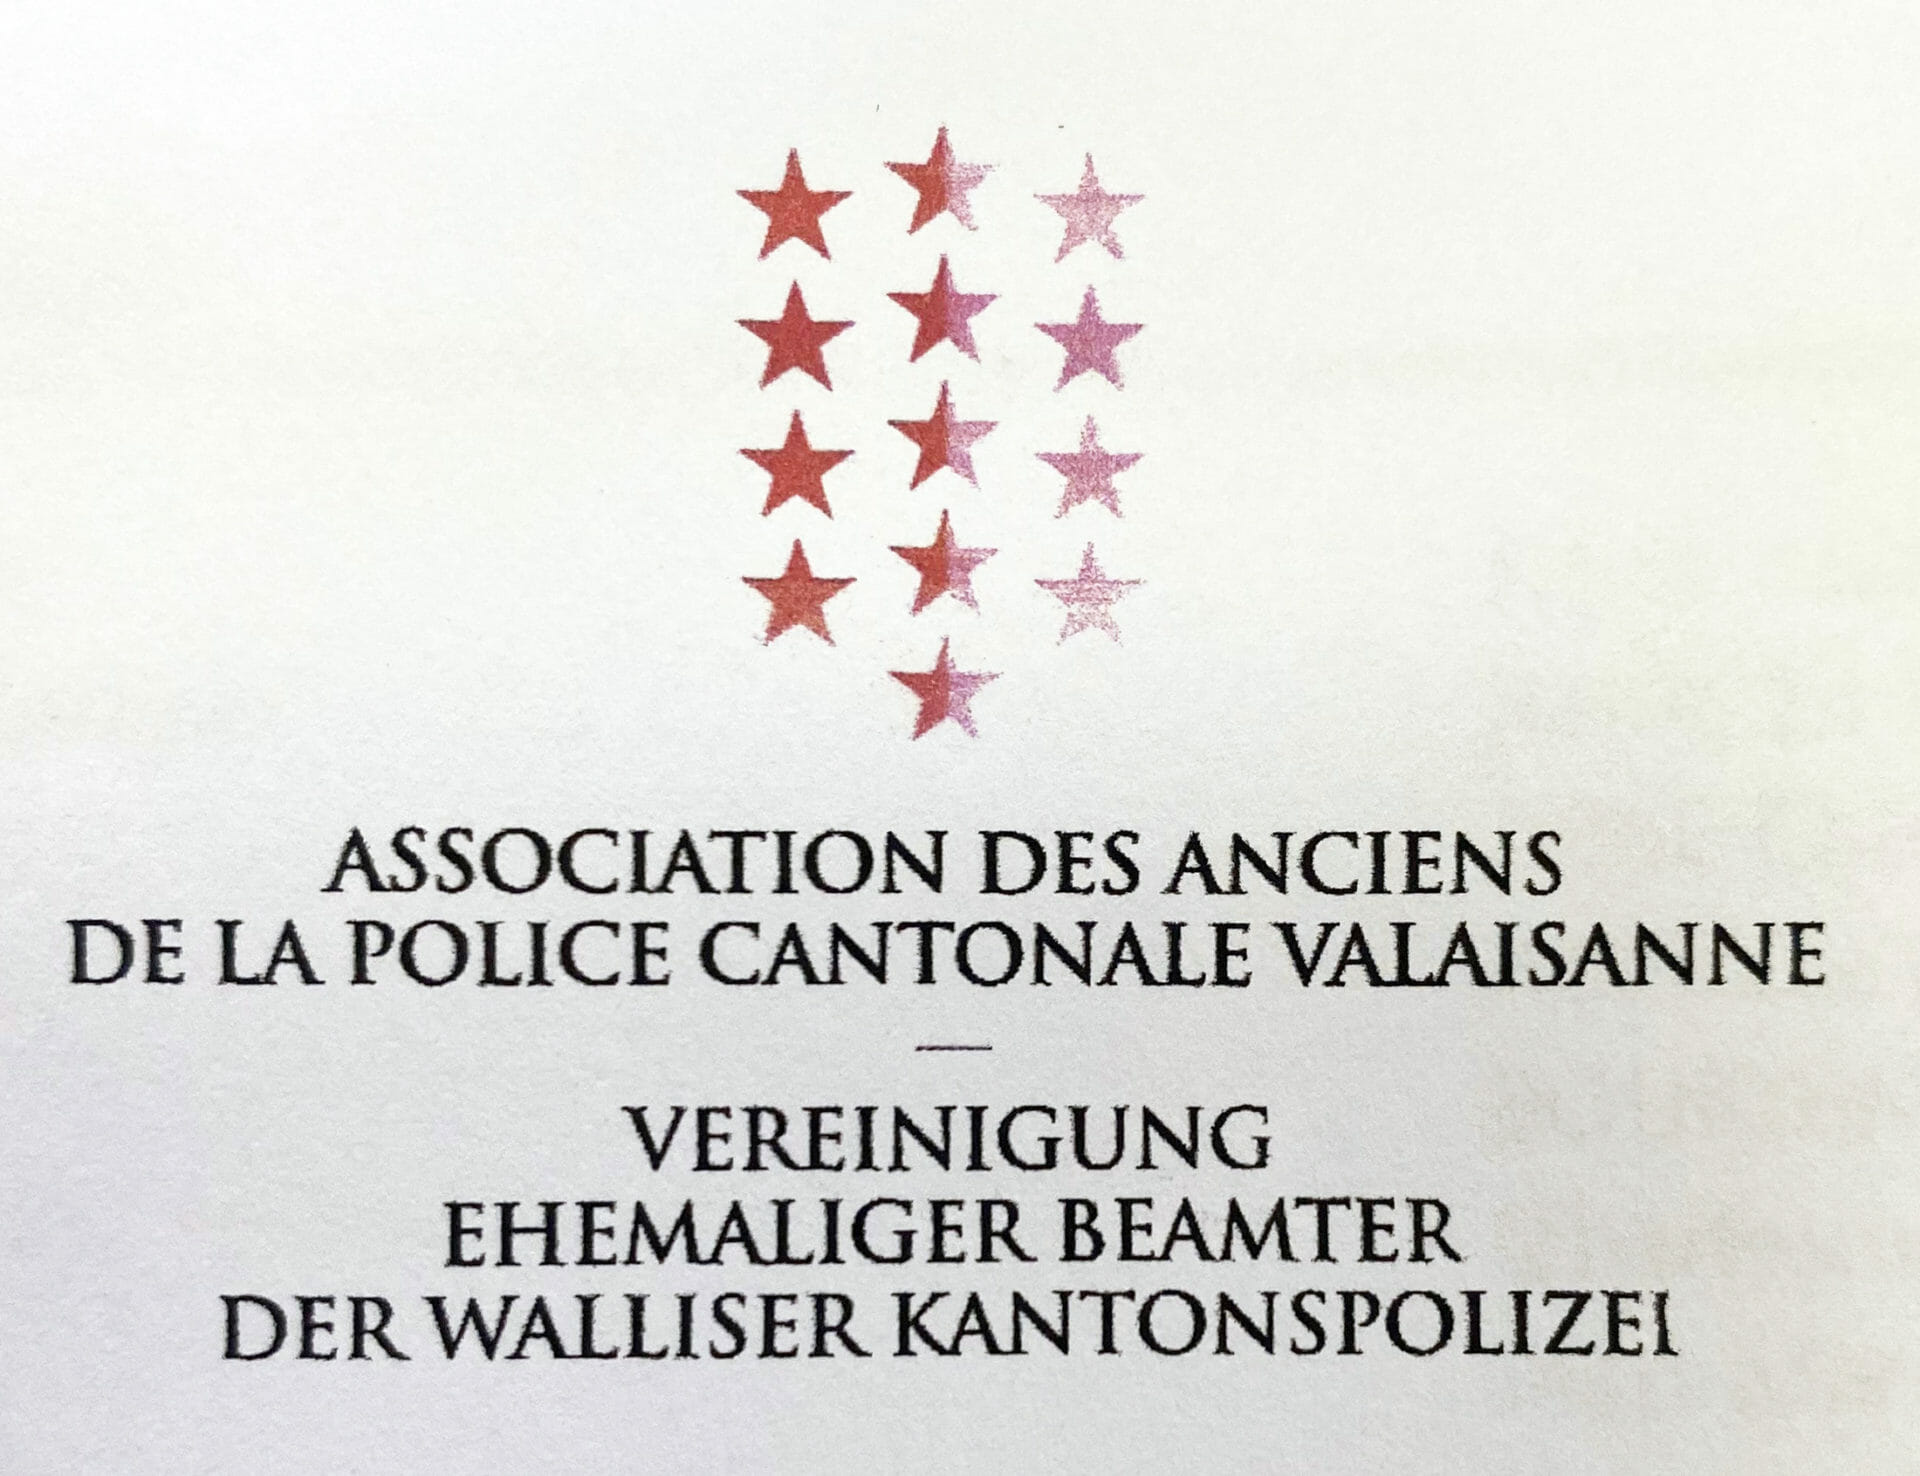 ASSOCIATION DES ANCIENS
DE LA POLICE CANTONALE VALAISANNE
—
VEREINIGUNG
EHEMALIGER BEAMTER
DER WALLISER KANTONSPOLIZEI